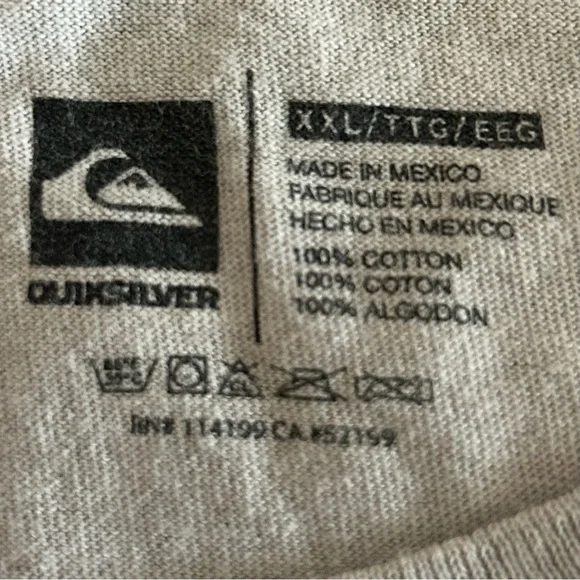 QUIKSILVER
XXL/TTG/EEG
MADE IN MEXICO
FABRIQUE AU MEXIQUE
HECHO EN MEXICO
100% COTTON
100% COTON
100% ALGODON
RN# 114199 CA #52159